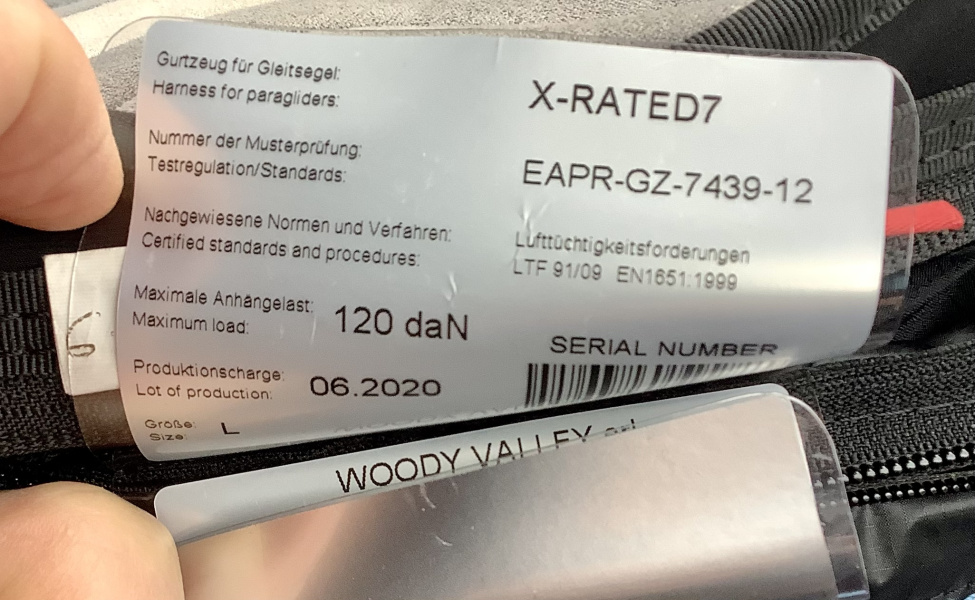 Gurtzeug für Gleitsegel:
Harness for paragliders:
X-RATED7
Nummer der Musterprüfung:
Testregulation/Standards:
EAPR-GZ-7439-12
Nachgewiesene Normen und Verfahren:
Certified standards and procedures:
Lufttüchtigkeitsforderungen
LTF 91/09 EN1651:1999
Maximale Anhängelast:
Maximum load:
120 daN
SERIAL NUMBER
Produktionscharge:
Lot of production:
06.2020
Größe:
Size:
L
WOODY VALLEY srl